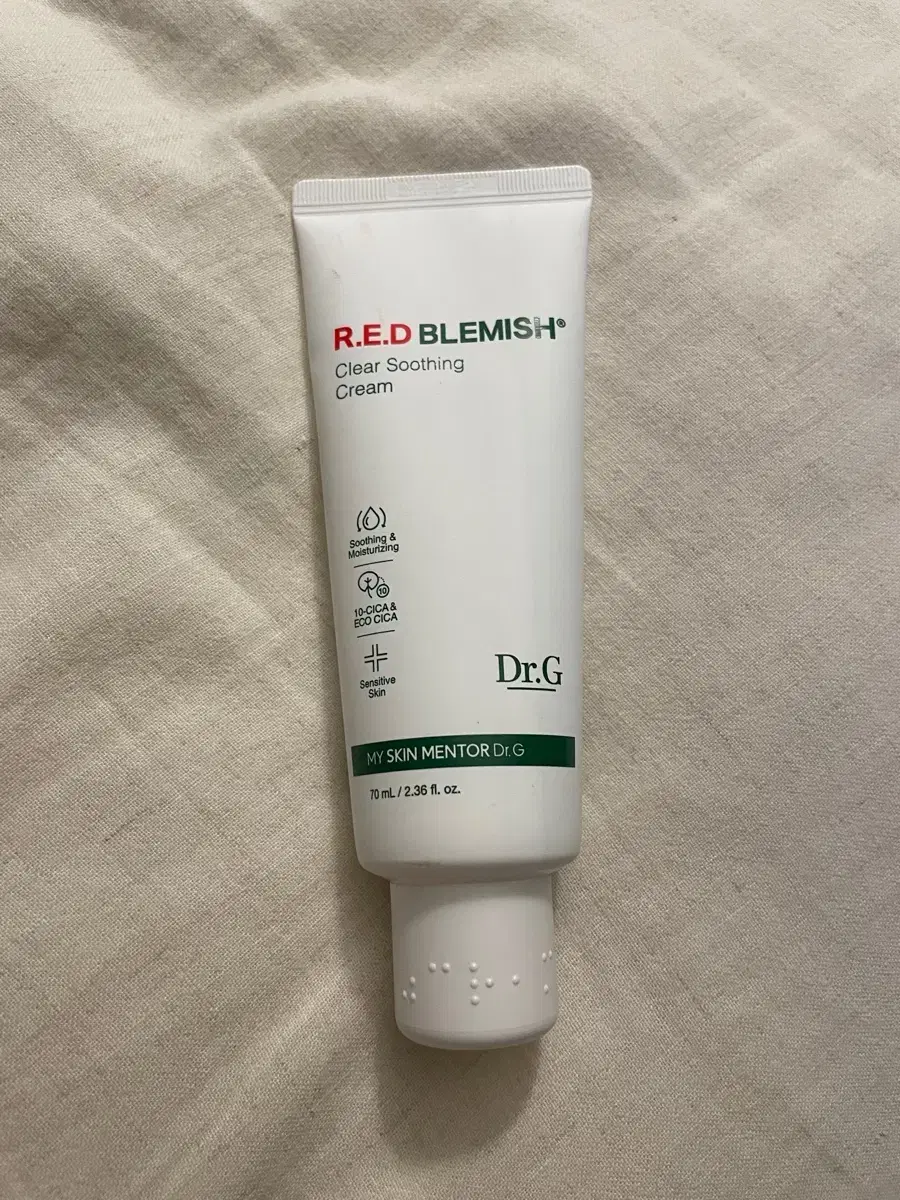 R.E.D BLEMISH®
Clear Soothing
Cream
Soothing &
Moisturizing
10
10-CICA &
ECO CICA
Sensitive
Skin
Dr.G
MY SKIN MENTOR Dr.G
70 mL / 2.36 fl. oz.